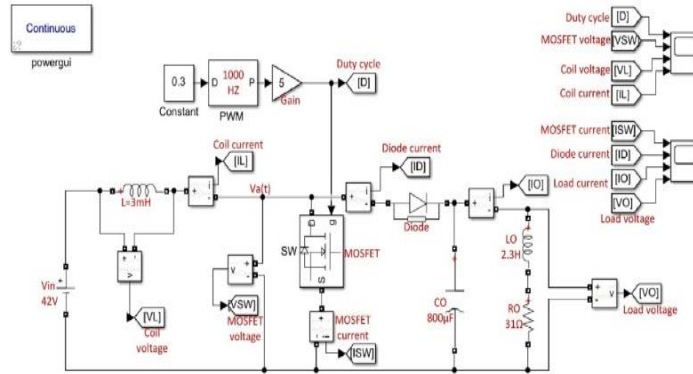 Continuous
powergui
Duty cycle
[D]
MOSFET voltage
[VSW]
Coil voltage
[VL]
Coil current
[IL]
MOSFET current
[ISW]
Diode current
[ID]
Load current
[IO]
[VO]
Load voltage
0.3
Constant
D
1000
HZ
P
PWM
5
Gain
Duty cycle
[D]
Coil current
[IL]
L=3mH
Va(t)
Diode current
[ID]
[IO]
Diode
SW
g
S
MOSFET
Vin
42V
v
[VL]
Coil
voltage
v
[VSW]
MOSFET
voltage
MOSFET
current
[ISW]
CO
800µF
LO
2.3H
RO
31Ω
v
[VO]
Load voltage